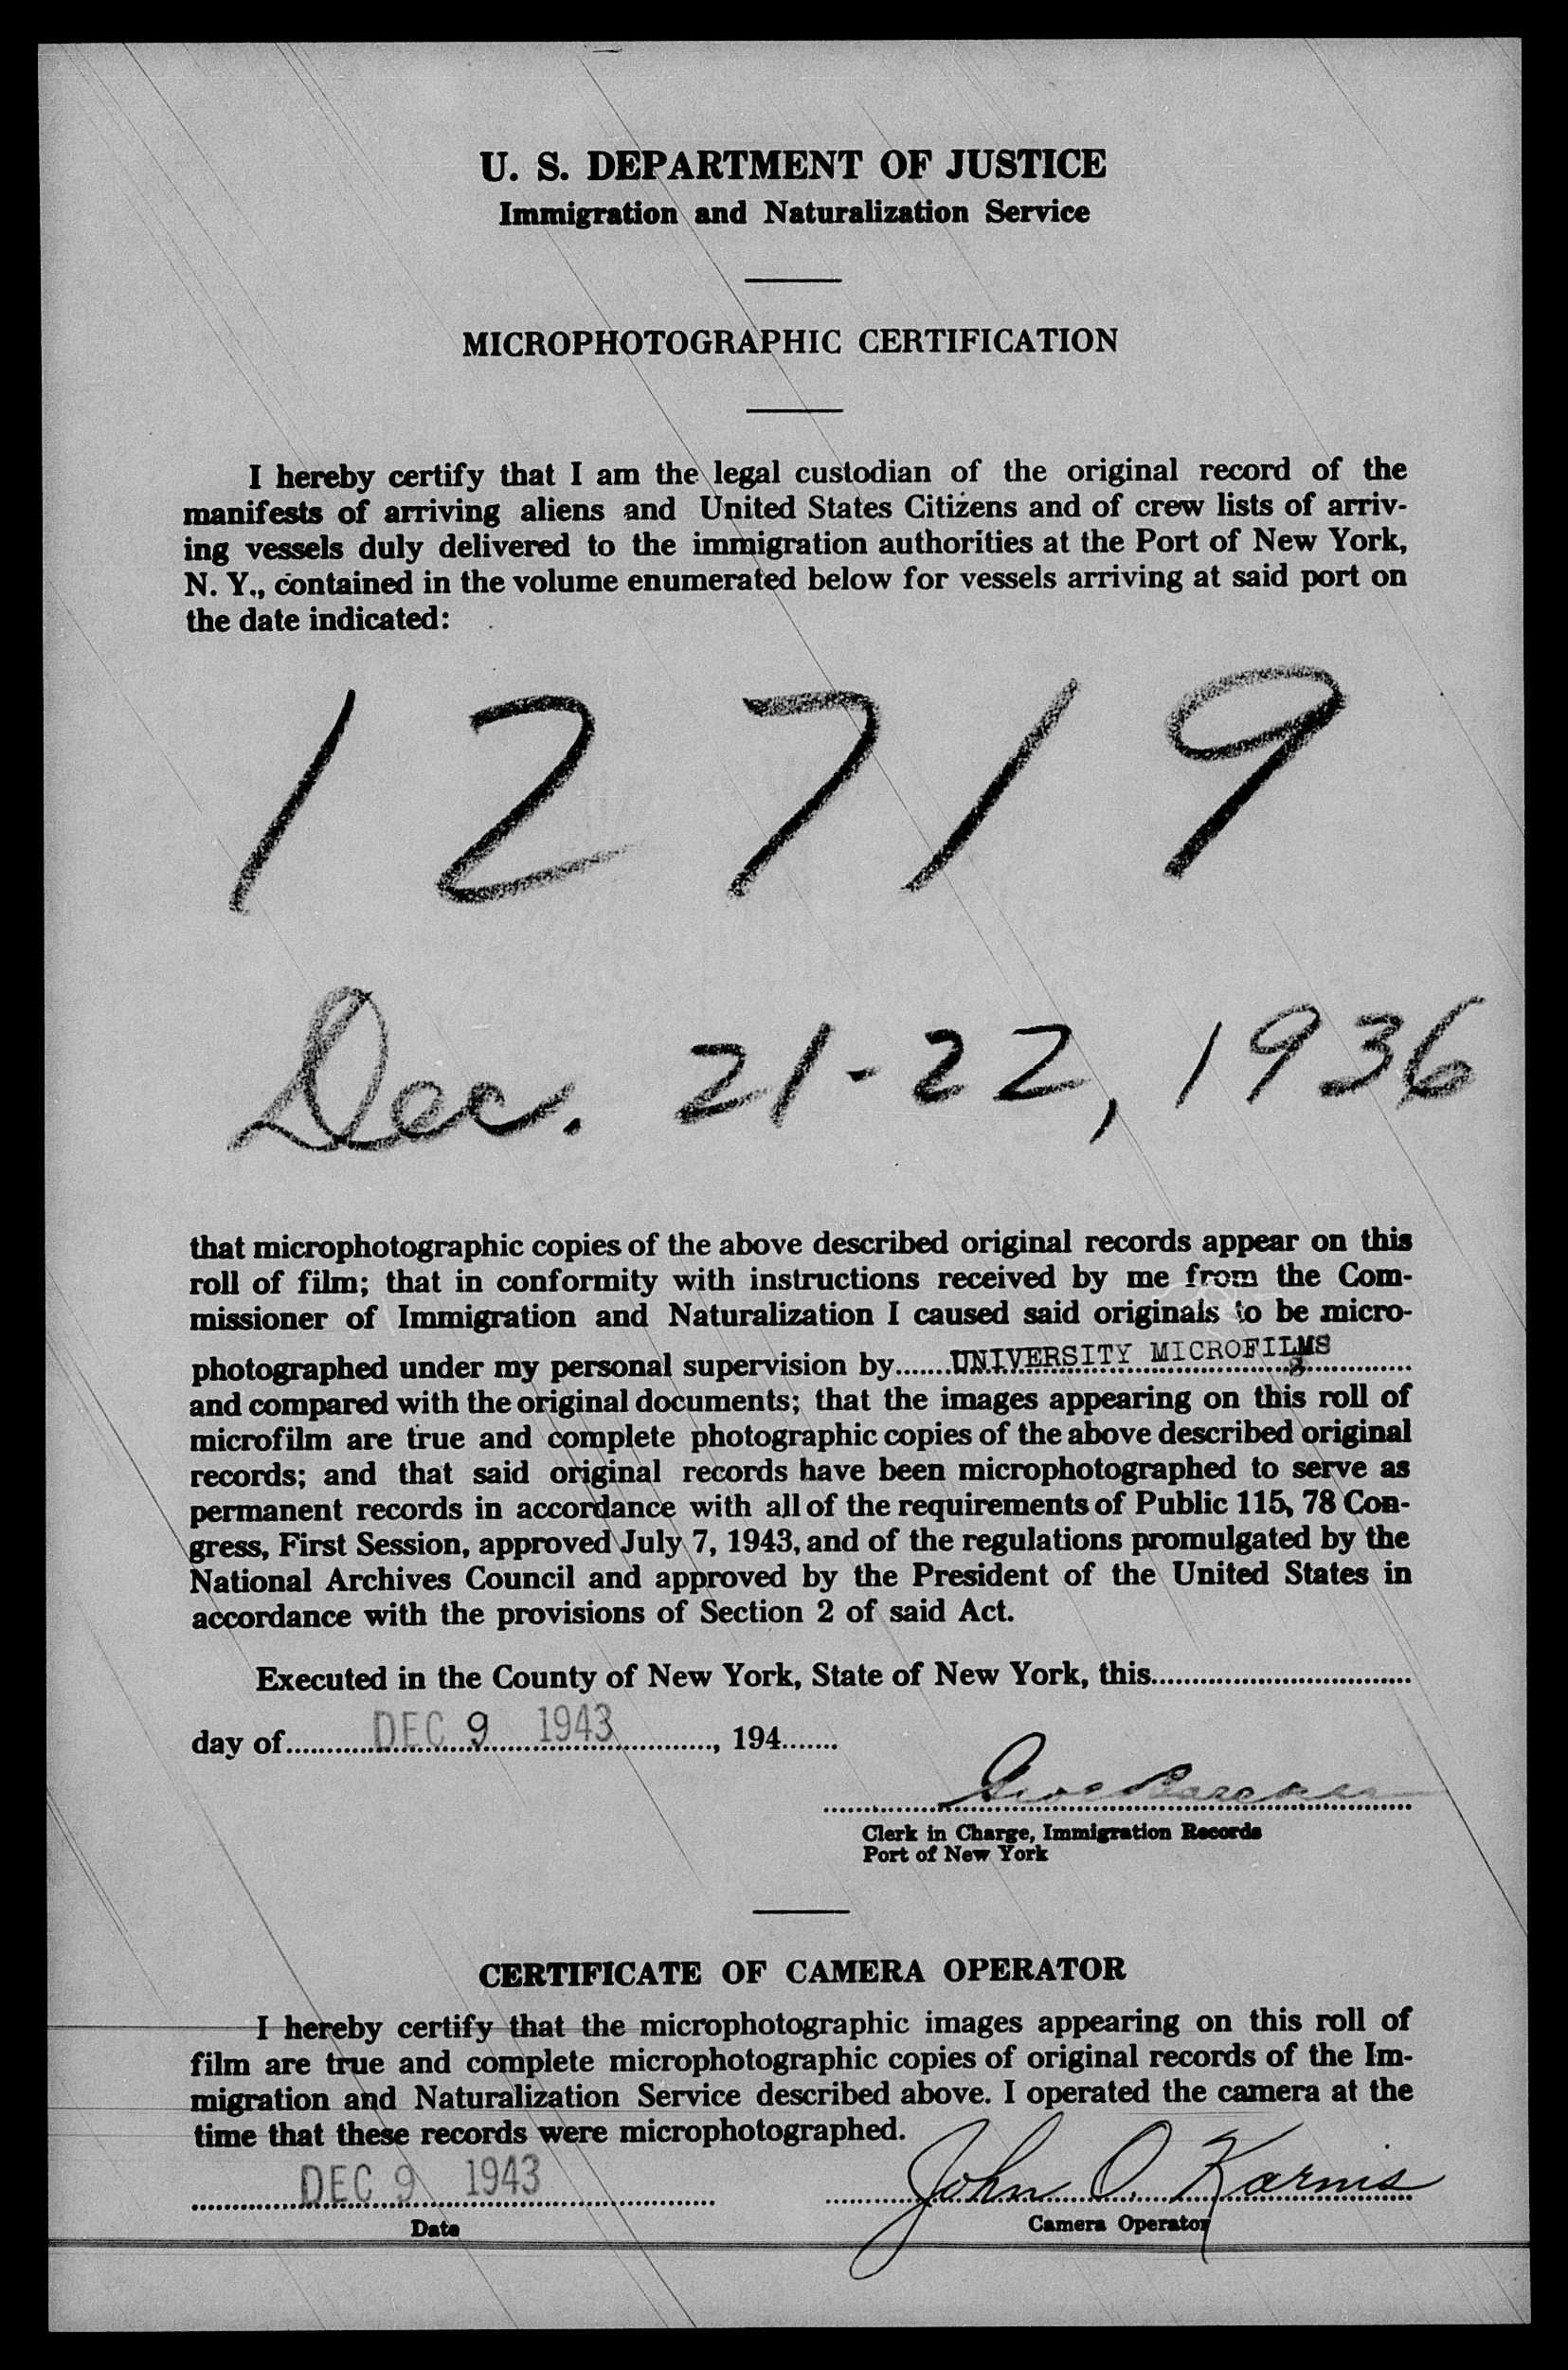 U. S. DEPARTMENT OF JUSTICE
Immigration and Naturalization Service
MICROPHOTOGRAPHIC CERTIFICATION
I hereby certify that I am the legal custodian of the original record of the
manifests of arriving aliens and United States Citizens and of crew lists of arriv-
ing vessels duly delivered to the immigration authorities at the Port of New York,
N. Y., contained in the volume enumerated below for vessels arriving at said port on
the date indicated:
12719
Dec. 21-22, 1936
that microphotographic copies of the above described original records appear on this
roll of film; that in conformity with instructions received by me from the Com-
missioner of Immigration and Naturalization I caused said originals to be micro-
photographed under my personal supervision by.......UNIVERSITY MICROFILMS
and compared with the original documents; that the images appearing on this roll of
microfilm are true and complete photographic copies of the above described original
records; and that said original records have been microphotographed to serve as
permanent records in accordance with all of the requirements of Public 115, 78 Con-
gress, First Session, approved July 7, 1943, and of the regulations promulgated by the
National Archives Council and approved by the President of the United States in
accordance with the provisions of Section 2 of said Act.
Executed in the County of New York, State of New York, this
day of DEC 9 1943, 194
Clerk in Charge, Immigration Records
Port of New York
CERTIFICATE OF CAMERA OPERATOR
I hereby certify that the microphotographic images appearing on this roll of
film are true and complete microphotographic copies of original records of the Im-
migration and Naturalization Service described above. I operated the camera at the
time that these records were microphotographed.
DEC 9 1943 John O. Karnis
Date Camera Operator